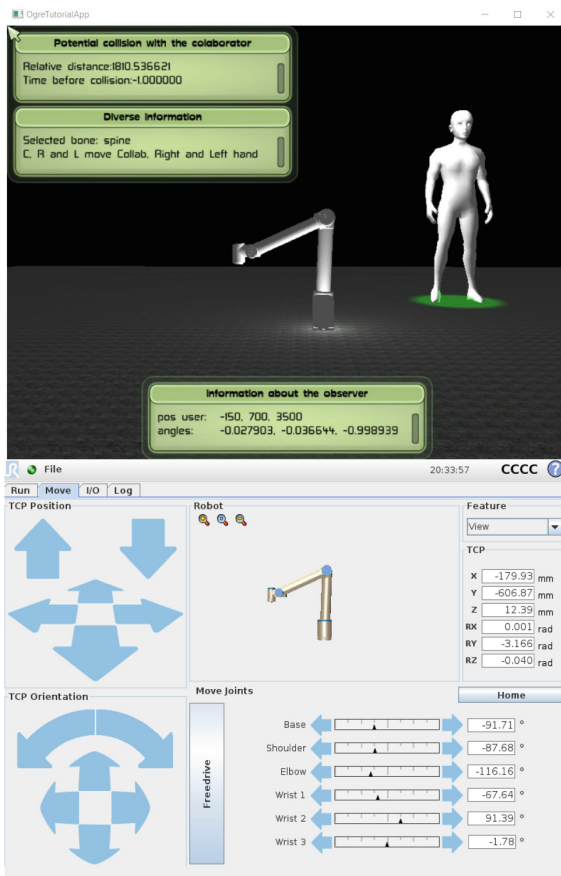 OgreTutorialApp
Potential collision with the colaborator
Relative distance:1810.536621
Time before collision:-1.000000
Diverse information
Selected bone: spine
C, R and L move Collab, Right and Left hand
Information about the observer
pos user: -150, 700, 3500
angles: -0.027903, -0.036644, -0.998939
File 20:33:57 CCCC ?
Run Move I/O Log
TCP Position
Robot
Feature
View
TCP
X -179.93 mm
Y -606.87 mm
Z 12.39 mm
RX 0.001 rad
RY -3.166 rad
RZ -0.040 rad
TCP Orientation
Move Joints
Home
Freedrive
Base -91.71 °
Shoulder -87.68 °
Elbow -116.16 °
Wrist 1 -67.64 °
Wrist 2 91.39 °
Wrist 3 -1.78 °